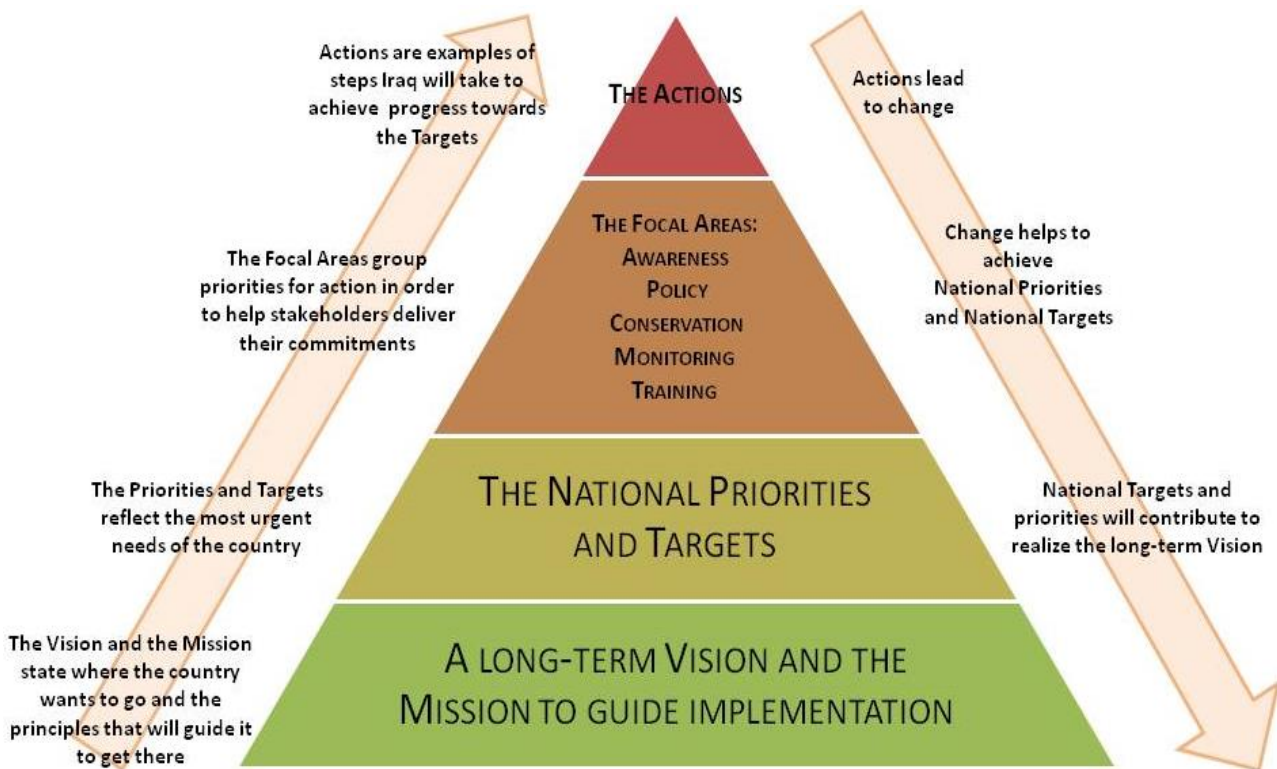 Actions are examples of
steps Iraq will take to
achieve progress towards
the Targets
The Focal Areas group
priorities for action in order
to help stakeholders deliver
their commitments
The Priorities and Targets
reflect the most urgent
needs of the country
The Vision and the Mission
state where the country
wants to go and the
principles that will guide it
to get there
THE ACTIONS
THE FOCAL AREAS:
AWARENESS
POLICY
CONSERVATION
MONITORING
TRAINING
THE NATIONAL PRIORITIES
AND TARGETS
A LONG-TERM VISION AND THE
MISSION TO GUIDE IMPLEMENTATION
Actions lead
to change
Change helps to
achieve
National Priorities
and National Targets
National Targets and
priorities will contribute to
realize the long-term Vision